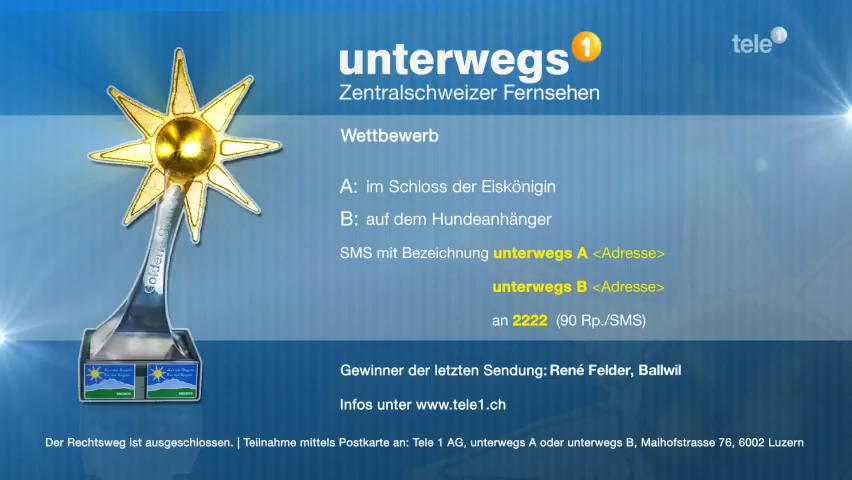 unterwegs 1
tele 1
Zentralschweizer Fernsehen
Wettbewerb
A: im Schloss der Eiskönigin
B: auf dem Hundeanhänger
SMS mit Bezeichnung unterwegs A <Adresse>
unterwegs B <Adresse>
an 2222 (90 Rp./SMS)
Gewinner der letzten Sendung: René Felder, Ballwil
Infos unter www.tele1.ch
Der Rechtsweg ist ausgeschlossen. | Teilnahme mittels Postkarte an: Tele 1 AG, unterwegs A oder unterwegs B, Maihofstrasse 76, 6002 Luzern